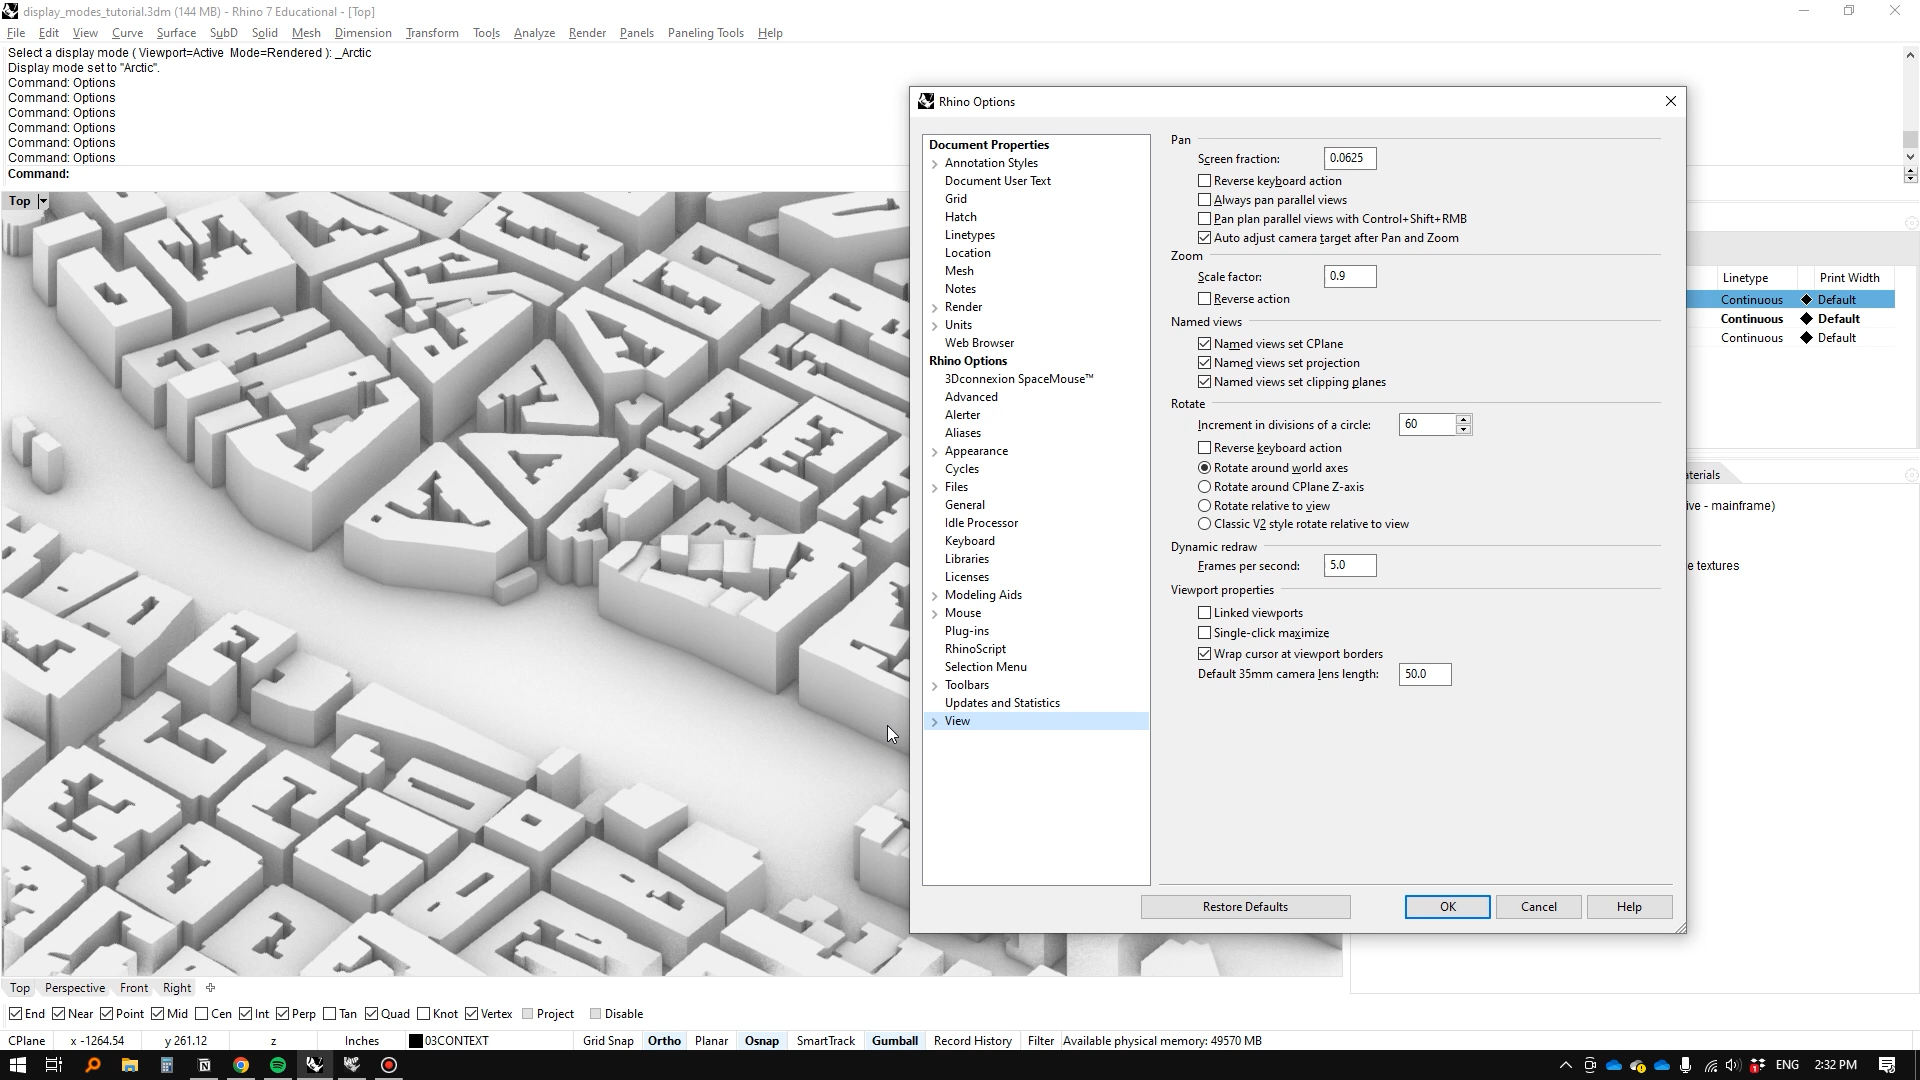 display_modes_tutorial.3dm (144 MB) - Rhino 7 Educational - [Top]
File Edit View Curve Surface SubD Solid Mesh Dimension Transform Tools Analyze Render Panels Paneling Tools Help
Select a display mode ( Viewport=Active Mode=Rendered ): _Arctic
Display mode set to "Arctic".
Command: Options
Command: Options
Command: Options
Command: Options
Command: Options
Command: Options
Command:
Top
Rhino Options
Document Properties
Annotation Styles
Document User Text
Grid
Hatch
Linetypes
Location
Mesh
Notes
Render
Units
Web Browser
Rhino Options
3Dconnexion SpaceMouse™
Advanced
Alerter
Aliases
Appearance
Cycles
Files
General
Idle Processor
Keyboard
Libraries
Licenses
Modeling Aids
Mouse
Plug-ins
RhinoScript
Selection Menu
Toolbars
Updates and Statistics
View
Pan
Screen fraction: 0.0625
Reverse keyboard action
Always pan parallel views
Pan plan parallel views with Control+Shift+RMB
Auto adjust camera target after Pan and Zoom
Zoom
Scale factor: 0.9
Reverse action
Named views
Named views set CPlane
Named views set projection
Named views set clipping planes
Rotate
Increment in divisions of a circle: 60
Reverse keyboard action
Rotate around world axes
Rotate around CPlane Z-axis
Rotate relative to view
Classic V2 style rotate relative to view
Dynamic redraw
Frames per second: 5.0
Viewport properties
Linked viewports
Single-click maximize
Wrap cursor at viewport borders
Default 35mm camera lens length: 50.0
Restore Defaults OK Cancel Help
Linetype Print Width
Continuous Default
Continuous Default
Continuous Default
aterials
ive - mainframe)
e textures
Top Perspective Front Right
End Near Point Mid Cen Int Perp Tan Quad Knot Vertex Project Disable
CPlane x -1264.54 y 261.12 z Inches 03CONTEXT Grid Snap Ortho Planar Osnap SmartTrack Gumball Record History Filter Available physical memory: 49570 MB
ENG 2:32 PM